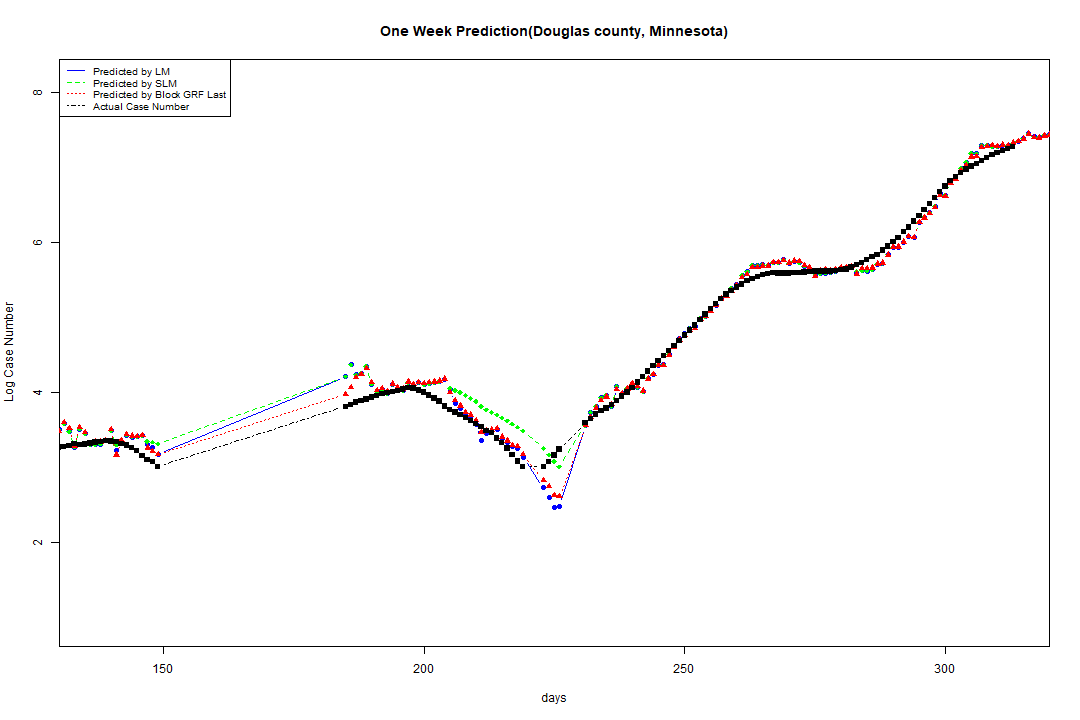 One Week Prediction(Douglas county, Minnesota)
Predicted by LM
Predicted by SLM
Predicted by Block GRF Last
Actual Case Number
8
6
4
2
Log Case Number
150
200
250
300
days